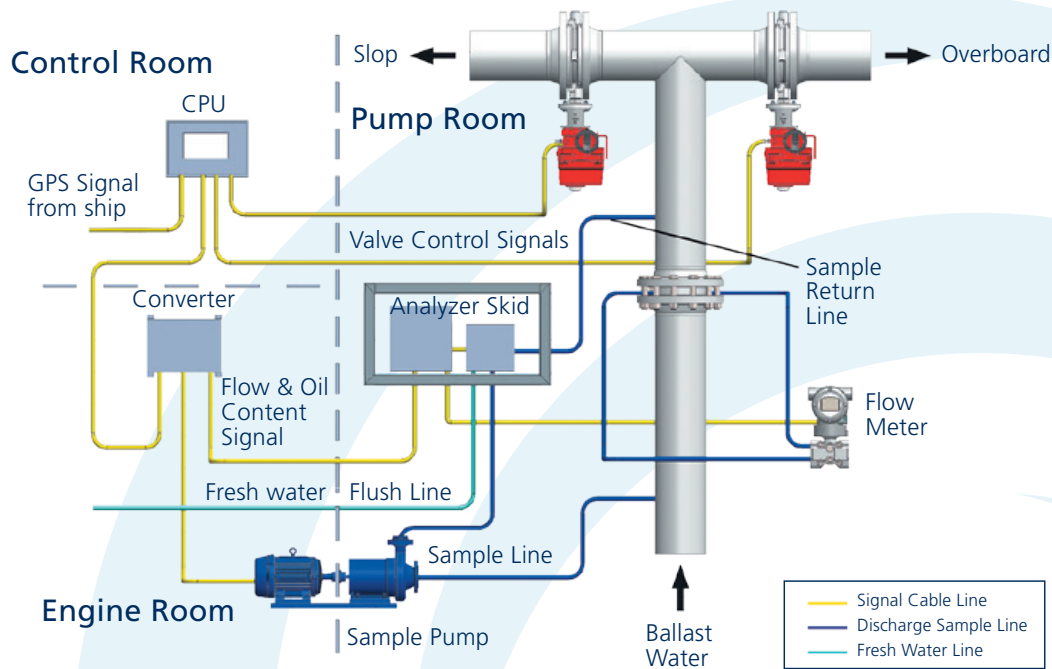 Control Room
CPU
GPS Signal
from ship
Slop
Overboard
Pump Room
Valve Control Signals
Sample
Return
Line
Converter
Analyzer Skid
Flow & Oil
Content
Signal
Flow
Meter
Fresh water
Flush Line
Sample Line
Engine Room
Sample Pump
Ballast
Water
Signal Cable Line
Discharge Sample Line
Fresh Water Line